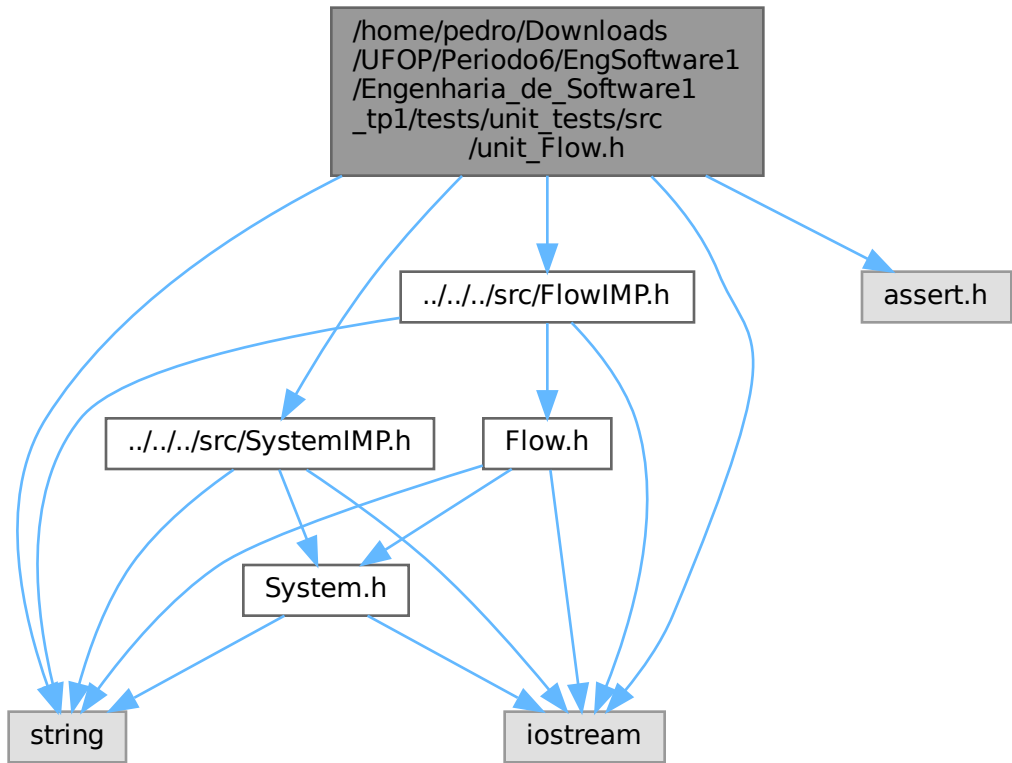 /home/pedro/Downloads
/UFOP/Periodo6/EngSoftware1
/Engenharia_de_Software1
_tp1/tests/unit_tests/src
/unit_Flow.h
../../../src/FlowIMP.h
assert.h
../../../src/SystemIMP.h
Flow.h
System.h
string
iostream